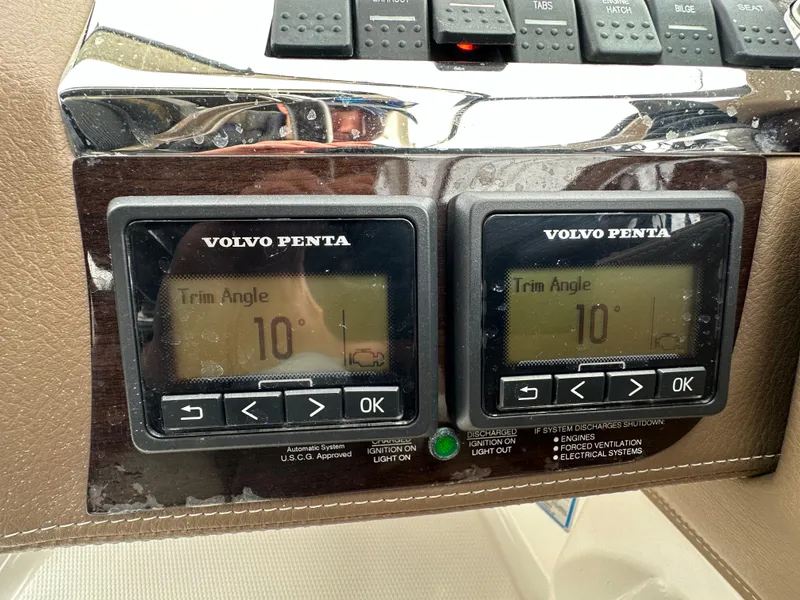 EXHAUST
TABS
ENGINE
HATCH
BILGE
SEAT
VOLVO PENTA
Trim Angle
10°
OK
VOLVO PENTA
Trim Angle
10°
OK
Automatic System
U.S.C.G. Approved
CHARGED
IGNITION ON
LIGHT ON
DISCHARGED
IGNITION ON
LIGHT OUT
IF SYSTEM DISCHARGES SHUTDOWN:
ENGINES
FORCED VENTILATION
ELECTRICAL SYSTEMS